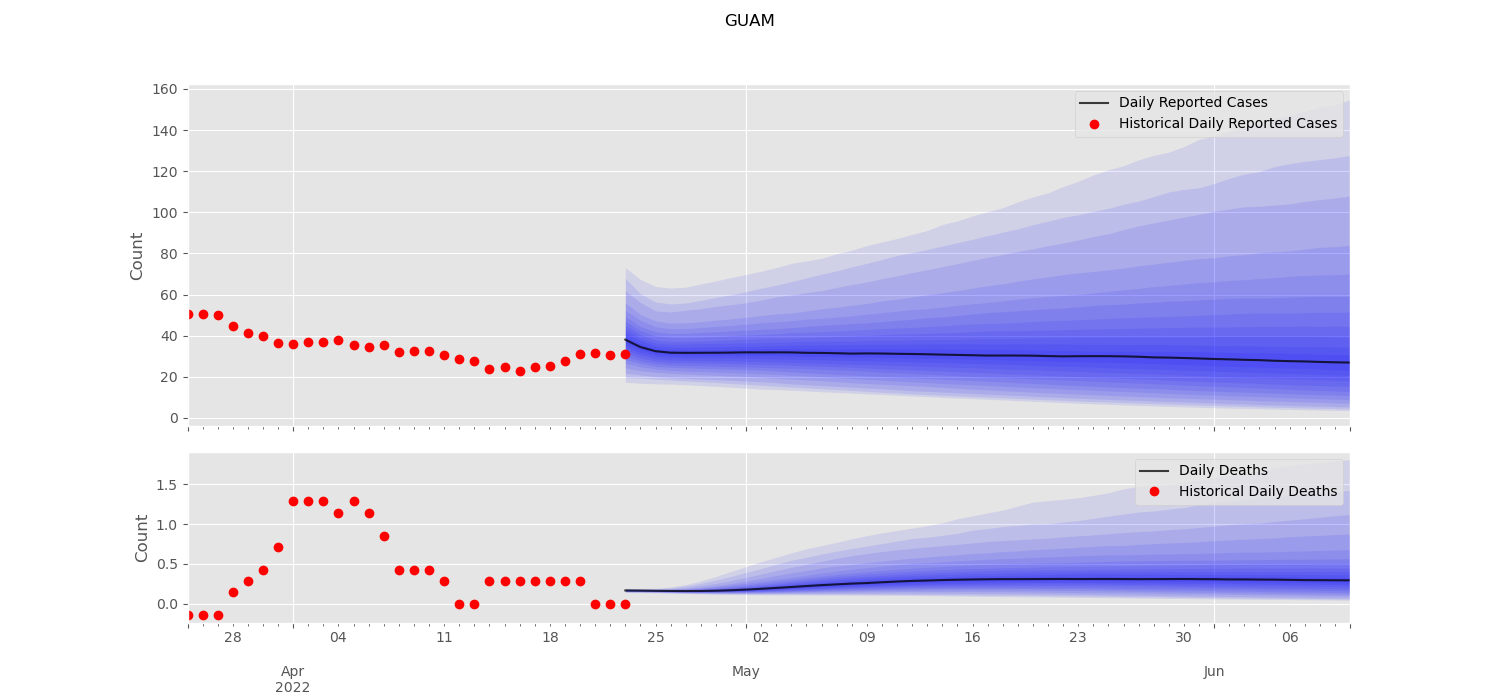 GUAM
160
140
120
100
80
60
40
20
0
Count
Daily Reported Cases
Historical Daily Reported Cases
1.5
1.0
0.5
0.0
Count
Daily Deaths
Historical Daily Deaths
28 04 11 18 25 02 09 16 23 30 06
Apr May Jun
2022